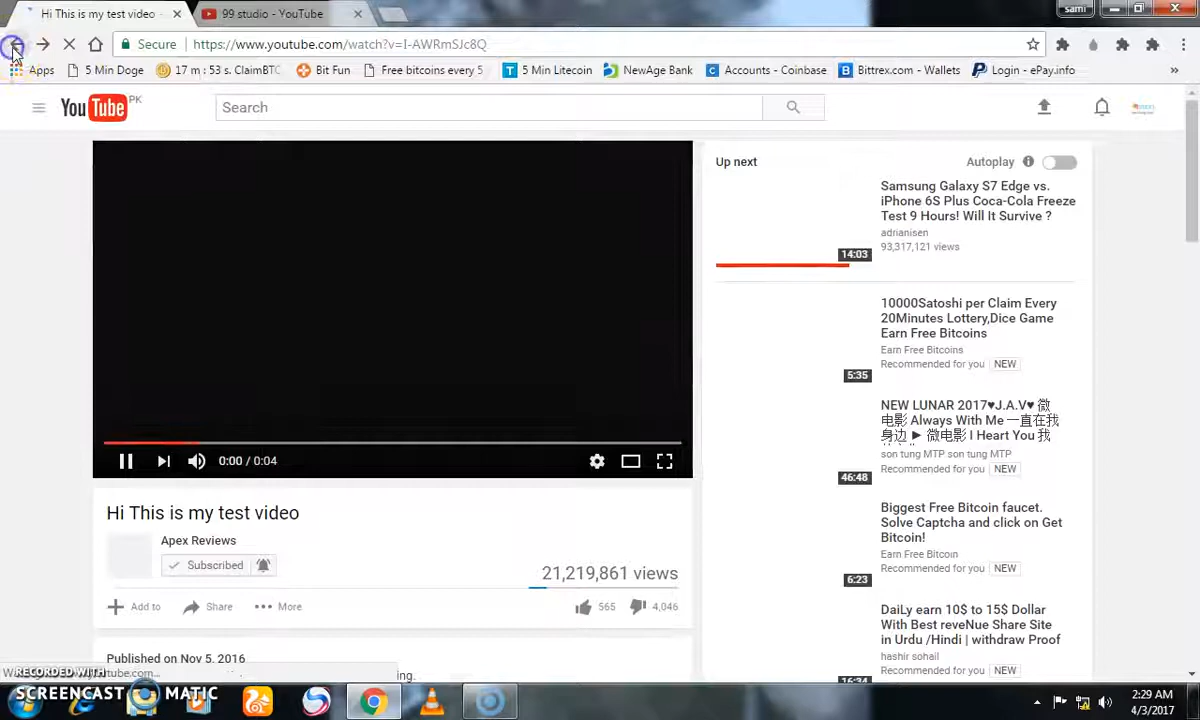 Hi This is my test video - 
99 studio - YouTube
sami
Secure
https://www.youtube.com/watch?v=I-AWRmSJc8Q
Apps
5 Min Doge
17 m : 53 s. ClaimBTC
Bit Fun
Free bitcoins every 5
5 Min Litecoin
NewAge Bank
Accounts - Coinbase
Bittrex.com - Wallets
Login - ePay.info
»
YouTube PK
Search
Up next
Autoplay
Samsung Galaxy S7 Edge vs.
iPhone 6S Plus Coca-Cola Freeze
Test 9 Hours! Will It Survive ?
adrianisen
93,317,121 views
14:03
10000Satoshi per Claim Every
20Minutes Lottery,Dice Game
Earn Free Bitcoins
Earn Free Bitcoins
Recommended for you NEW
5:35
NEW LUNAR 2017♥J.A.V♥ 微
电影 Always With Me 一直在我
身边 ► 微电影 I Heart You 我
son tung MTP son tung MTP
Recommended for you NEW
46:48
Biggest Free Bitcoin faucet.
Solve Captcha and click on Get
Bitcoin!
Earn Free Bitcoin
Recommended for you NEW
6:23
DaiLy earn 10$ to 15$ Dollar
With Best reveNue Share Site
in Urdu /Hindi | withdraw Proof
hashir sohail
Recommended for you NEW
16:34
0:00 / 0:04
Hi This is my test video
Apex Reviews
Subscribed
21,219,861 views
Add to
Share
More
565
4,046
Published on Nov 5, 2016
ing.
RECORDED WITH
SCREENCAST MATIC
2:29 AM
4/3/2017